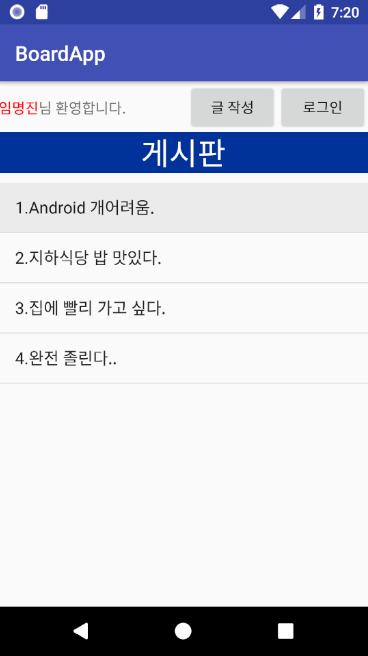 7:20
BoardApp
임명진님 환영합니다. 글 작성 로그인
게시판
1.Android 개어려움.
2.지하식당 밥 맛있다.
3.집에 빨리 가고 싶다.
4.완전 졸린다..